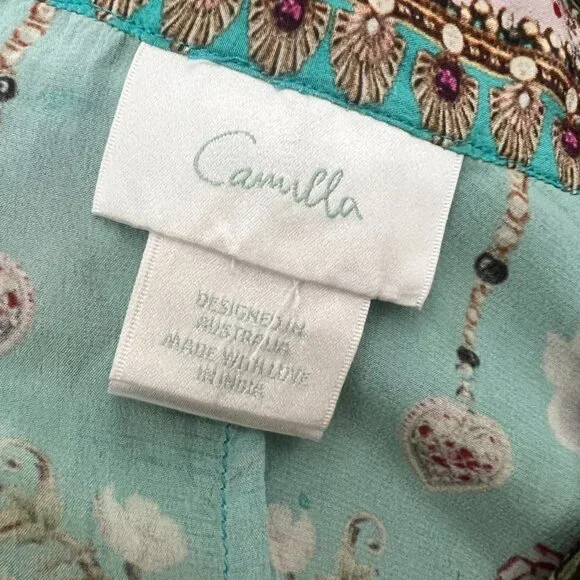 Camilla
DESIGNED IN
AUSTRALIA
MADE WITH LOVE
IN INDIA